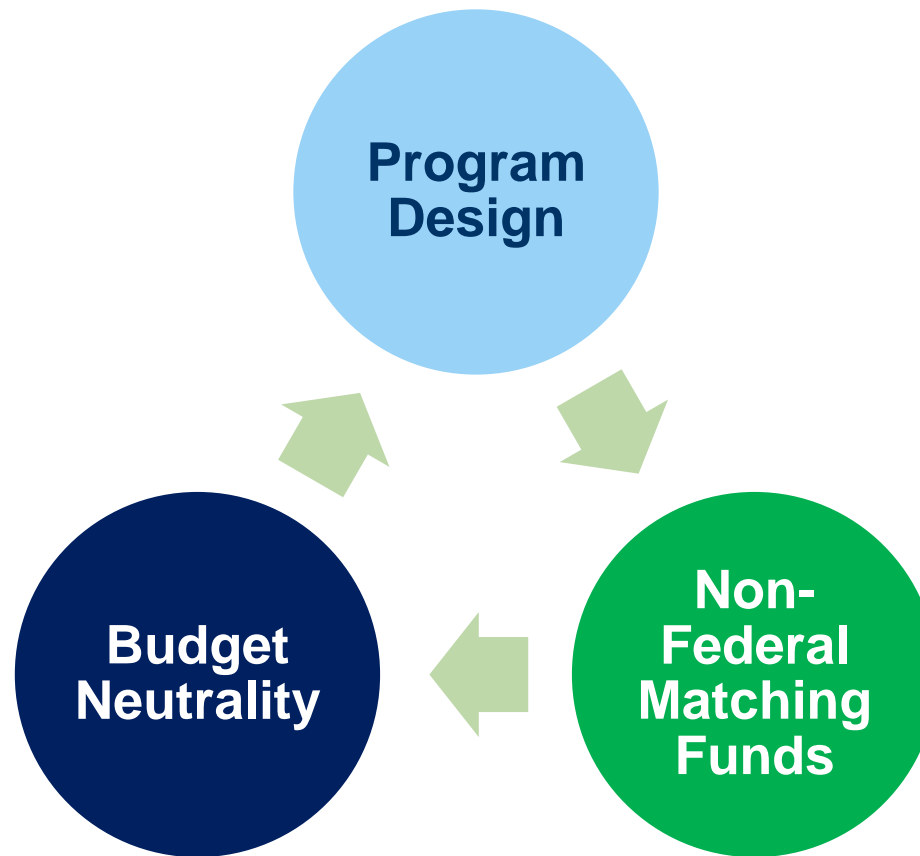 Program
Design
Budget
Neutrality
Non-
Federal
Matching
Funds